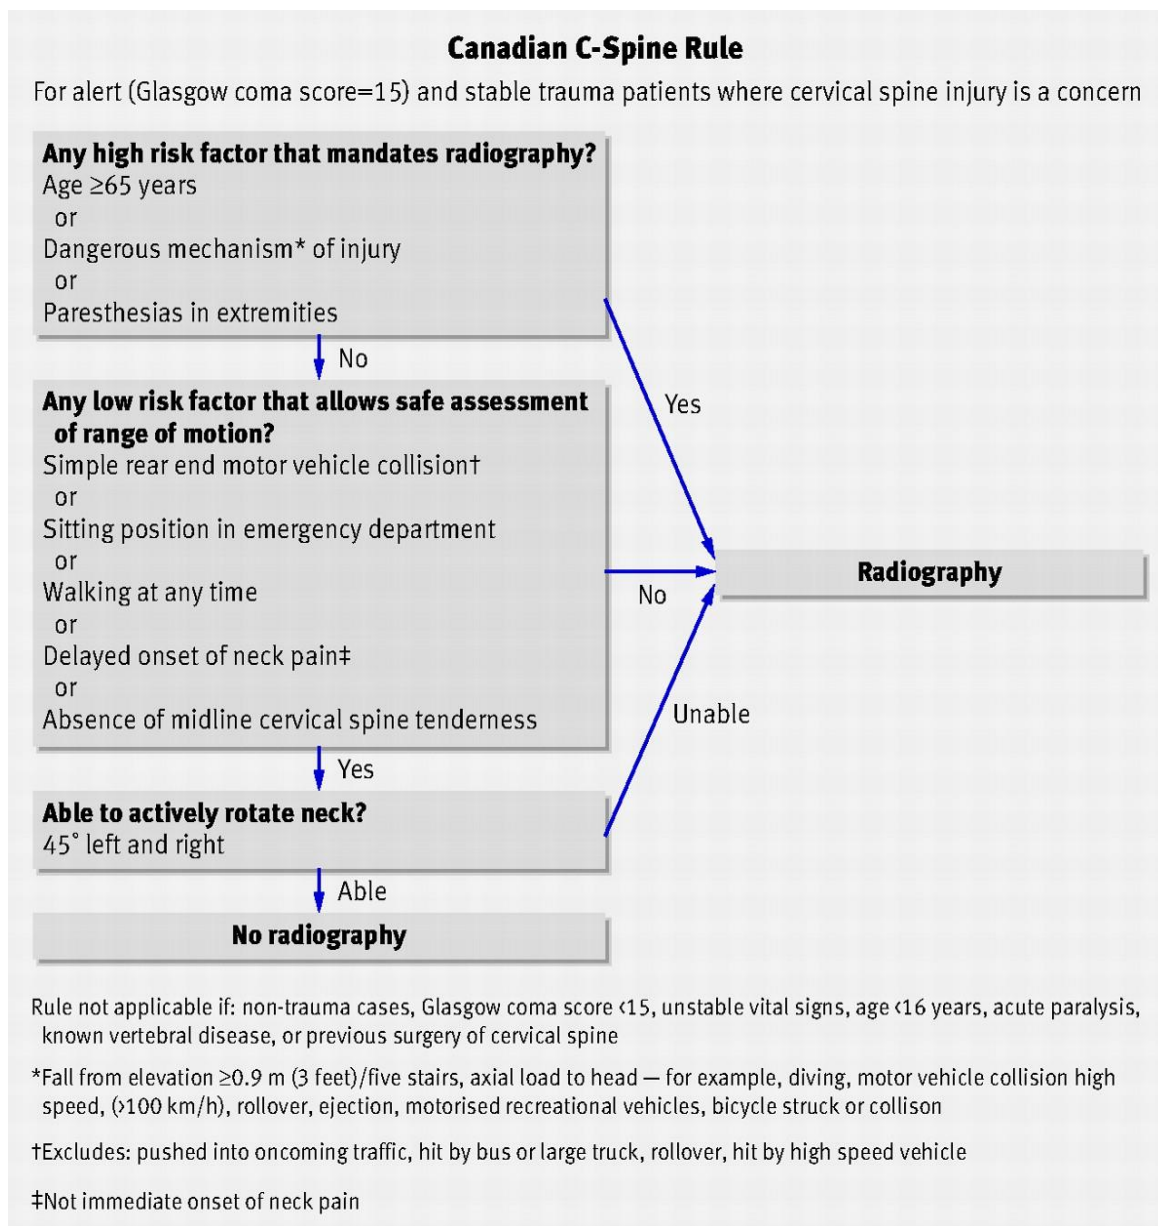 Canadian C-Spine Rule
For alert (Glasgow coma score=15) and stable trauma patients where cervical spine injury is a concern
Any high risk factor that mandates radiography?
Age ≥65 years
or
Dangerous mechanism* of injury
or
Paresthesias in extremities
No
Yes
Any low risk factor that allows safe assessment
of range of motion?
Simple rear end motor vehicle collision†
or
Sitting position in emergency department
or
Walking at any time
or
Delayed onset of neck pain‡
or
Absence of midline cervical spine tenderness
No
Radiography
Unable
Yes
Able to actively rotate neck?
45° left and right
Able
No radiography
Rule not applicable if: non-trauma cases, Glasgow coma score <15, unstable vital signs, age <16 years, acute paralysis,
known vertebral disease, or previous surgery of cervical spine
*Fall from elevation ≥0.9 m (3 feet)/five stairs, axial load to head — for example, diving, motor vehicle collision high
speed, (>100 km/h), rollover, ejection, motorised recreational vehicles, bicycle struck or collison
†Excludes: pushed into oncoming traffic, hit by bus or large truck, rollover, hit by high speed vehicle
‡Not immediate onset of neck pain